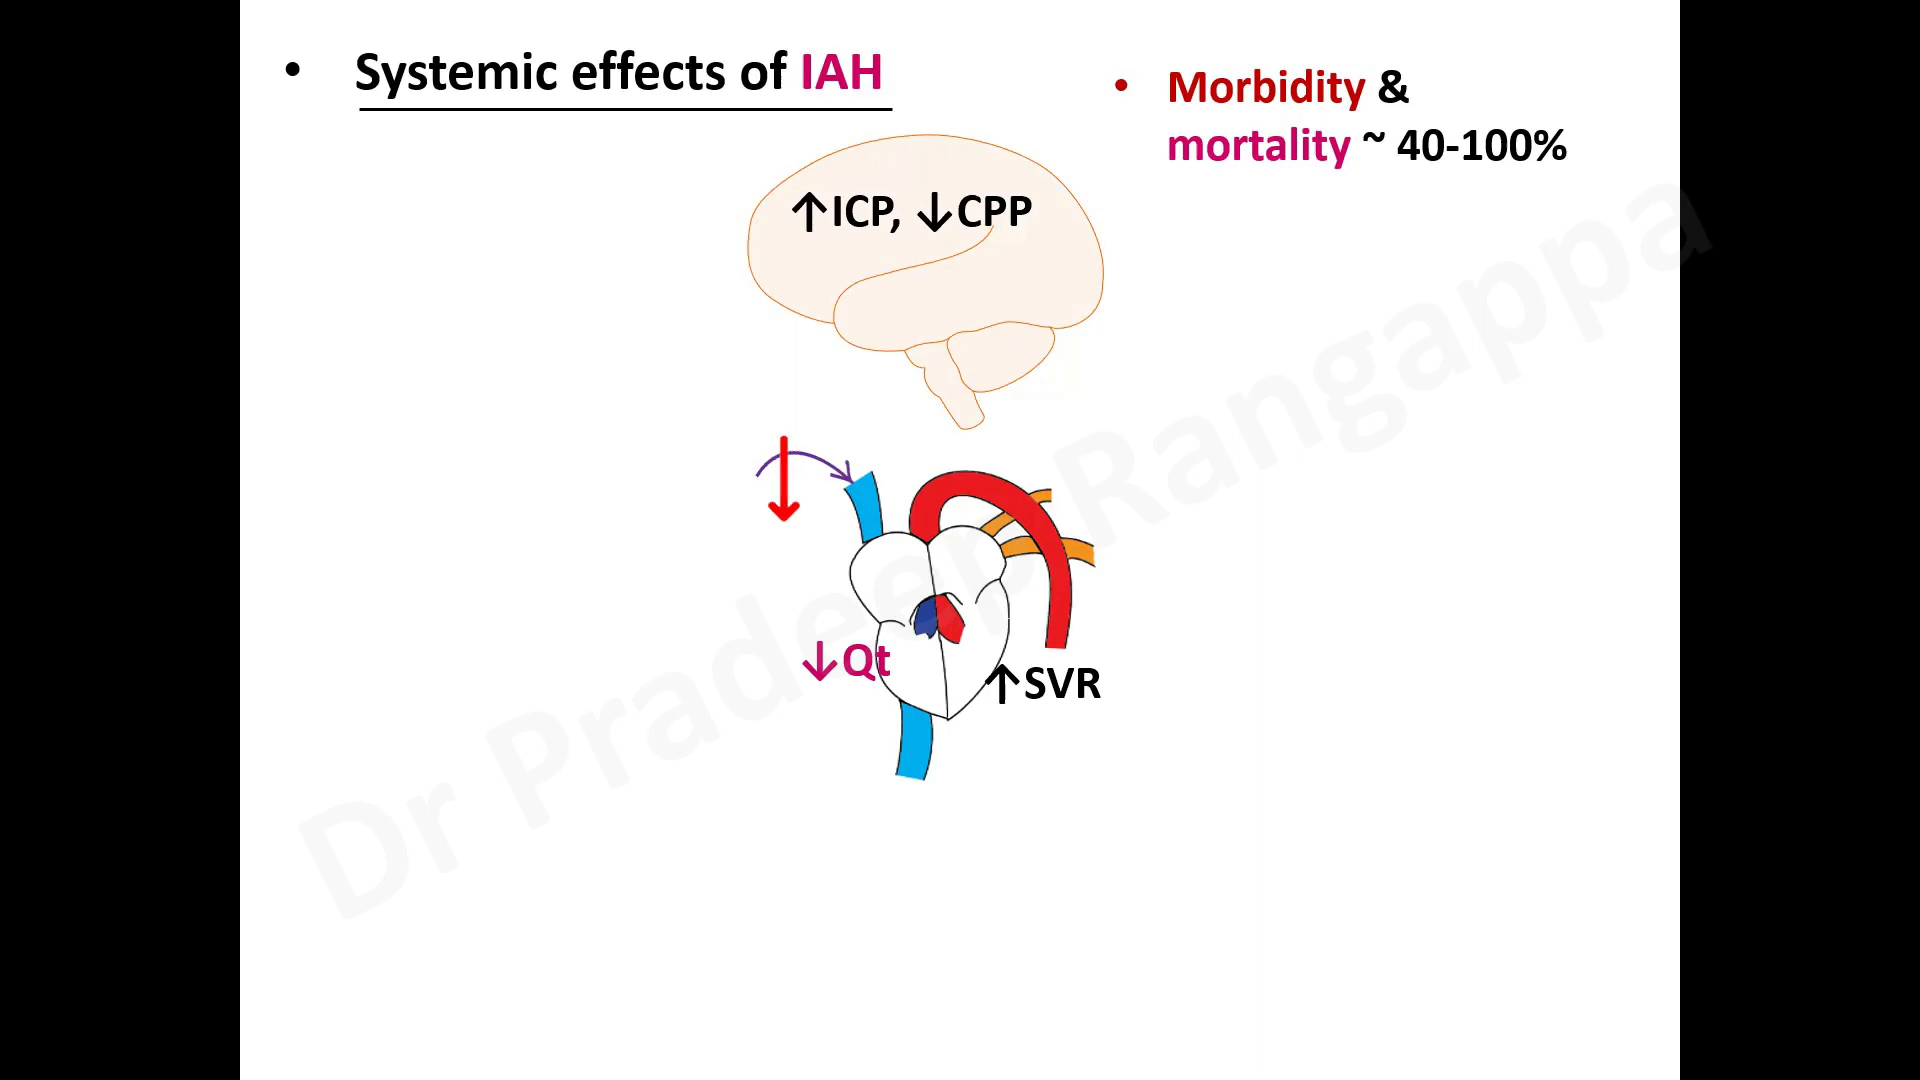 • Systemic effects of IAH
• Morbidity &
mortality ~ 40-100%
↑ICP, ↓CPP
↓Qt
↑SVR
Dr Pradeep Rangappa